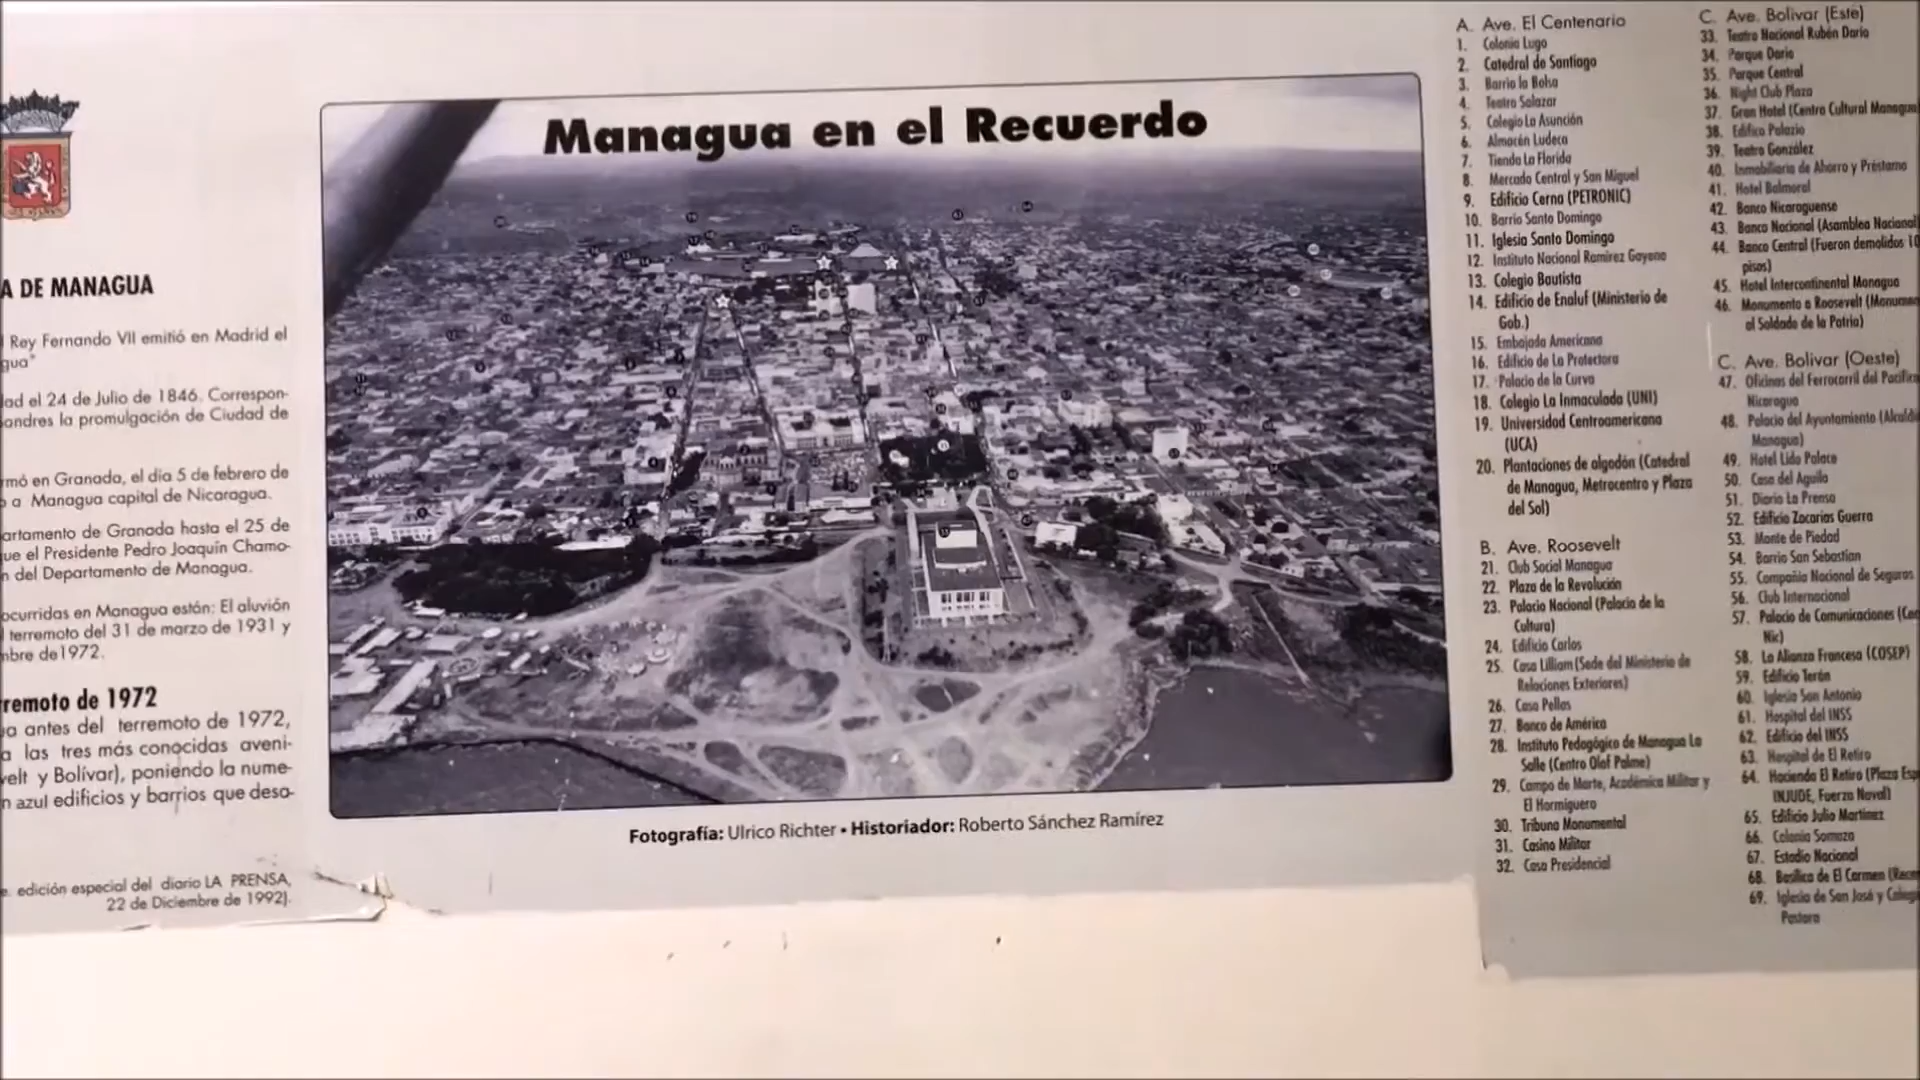 A DE MANAGUA
Rey Fernando VII emitió en Madrid el
gua"
dad el 24 de Julio de 1846. Correspon-
andres la promulgación de Ciudad de
rmó en Granada, el día 5 de febrero de
a Managua capital de Nicaragua.
artamento de Granada hasta el 25 de
ue el Presidente Pedro Joaquín Chamo-
n del Departamento de Managua.
ocurridas en Managua están: El aluvión
terremoto del 31 de marzo de 1931 y
mbre de1972.
rremoto de 1972
ua antes del terremoto de 1972,
a las tres más conocidas aveni-
velt y Bolívar), poniendo la nume-
n azul edificios y barrios que desa-
e. edición especial del diario LA PRENSA,
22 de Diciembre de 1992).
Managua en el Recuerdo
Fotografía: Ulrico Richter • Historiador: Roberto Sánchez Ramírez
A. Ave. El Centenario
1. Colonia Lugo
2. Catedral de Santiago
3. Barrio la Bolsa
4. Teatro Salazar
5. Colegio La Asunción
6. Almacén Ludeca
7. Tienda La Florida
8. Mercado Central y San Miguel
9. Edificio Cerna (PETRONIC)
10. Barrio Santo Domingo
11. Iglesia Santo Domingo
12. Instituto Nacional Ramirez Goyena
13. Colegio Bautista
14. Edificio de Enaluf (Ministerio de
Gob.)
15. Embajada Americana
16. Edificio de La Protectora
17. Palacio de la Curva
18. Colegio La Inmaculada (UNI)
19. Universidad Centroamericana
(UCA)
20. Plantaciones de algodón (Catedral
de Managua, Metrocentro y Plaza
del Sol)
B. Ave. Roosevelt
21. Club Social Managua
22. Plaza de la Revolución
23. Palacio Nacional (Palacio de la
Cultura)
24. Edificio Carlos
25. Casa Lilliam (Sede del Ministerio de
Relaciones Exteriores)
26. Casa Pellas
27. Banco de América
28. Instituto Pedagógico de Managua La
Salle (Centro Olof Palme)
29. Campo de Marte, Académica Militar y
El Hormiguero
30. Tribuna Monumental
31. Casino Militar
32. Casa Presidencial
C. Ave. Bolivar (Este)
33. Teatro Nacional Rubén Darío
34. Parque Darío
35. Parque Central
36. Night Club Plaza
37. Gran Hotel (Centro Cultural Managua
38. Edifico Palazio
39. Teatro González
40. Inmobiliaria de Ahorro y Préstamo
41. Hotel Balmoral
42. Banco Nicaraguense
43. Banco Nacional (Asamblea Nacional)
44. Banco Central (Fueron demolidos 10
pisos)
45. Hotel Intercontinental Managua
46. Monumento a Roosevelt (Monumen
al Soldado de la Patria)
C. Ave. Bolivar (Oeste)
47. Oficinas del Ferrocarril del Pacífico
Nicaragua
48. Palacio del Ayuntamiento (Alcaldí
Managua)
49. Hotel Lido Palace
50. Casa del Aguila
51. Diario La Prensa
52. Edificio Zacarías Guerra
53. Monte de Piedad
54. Barrio San Sebastian
55. Compañía Nacional de Seguros
56. Club Internacional
57. Palacio de Comunicaciones (Co
Nic)
58. La Alianza Francesa (COSEP)
59. Edificio Terán
60. Iglesia San Antonio
61. Hospital del INSS
62. Edificio del INSS
63. Hospital de El Retiro
64. Hacienda El Retiro (Plaza Esp
INJUDE, Fuerza Naval)
65. Edificio Julio Martinez
66. Colonia Somoza
67. Estadio Nacional
68. Basílica de El Carmen (Rec
69. Iglesia de San José y Coleg
Pastora